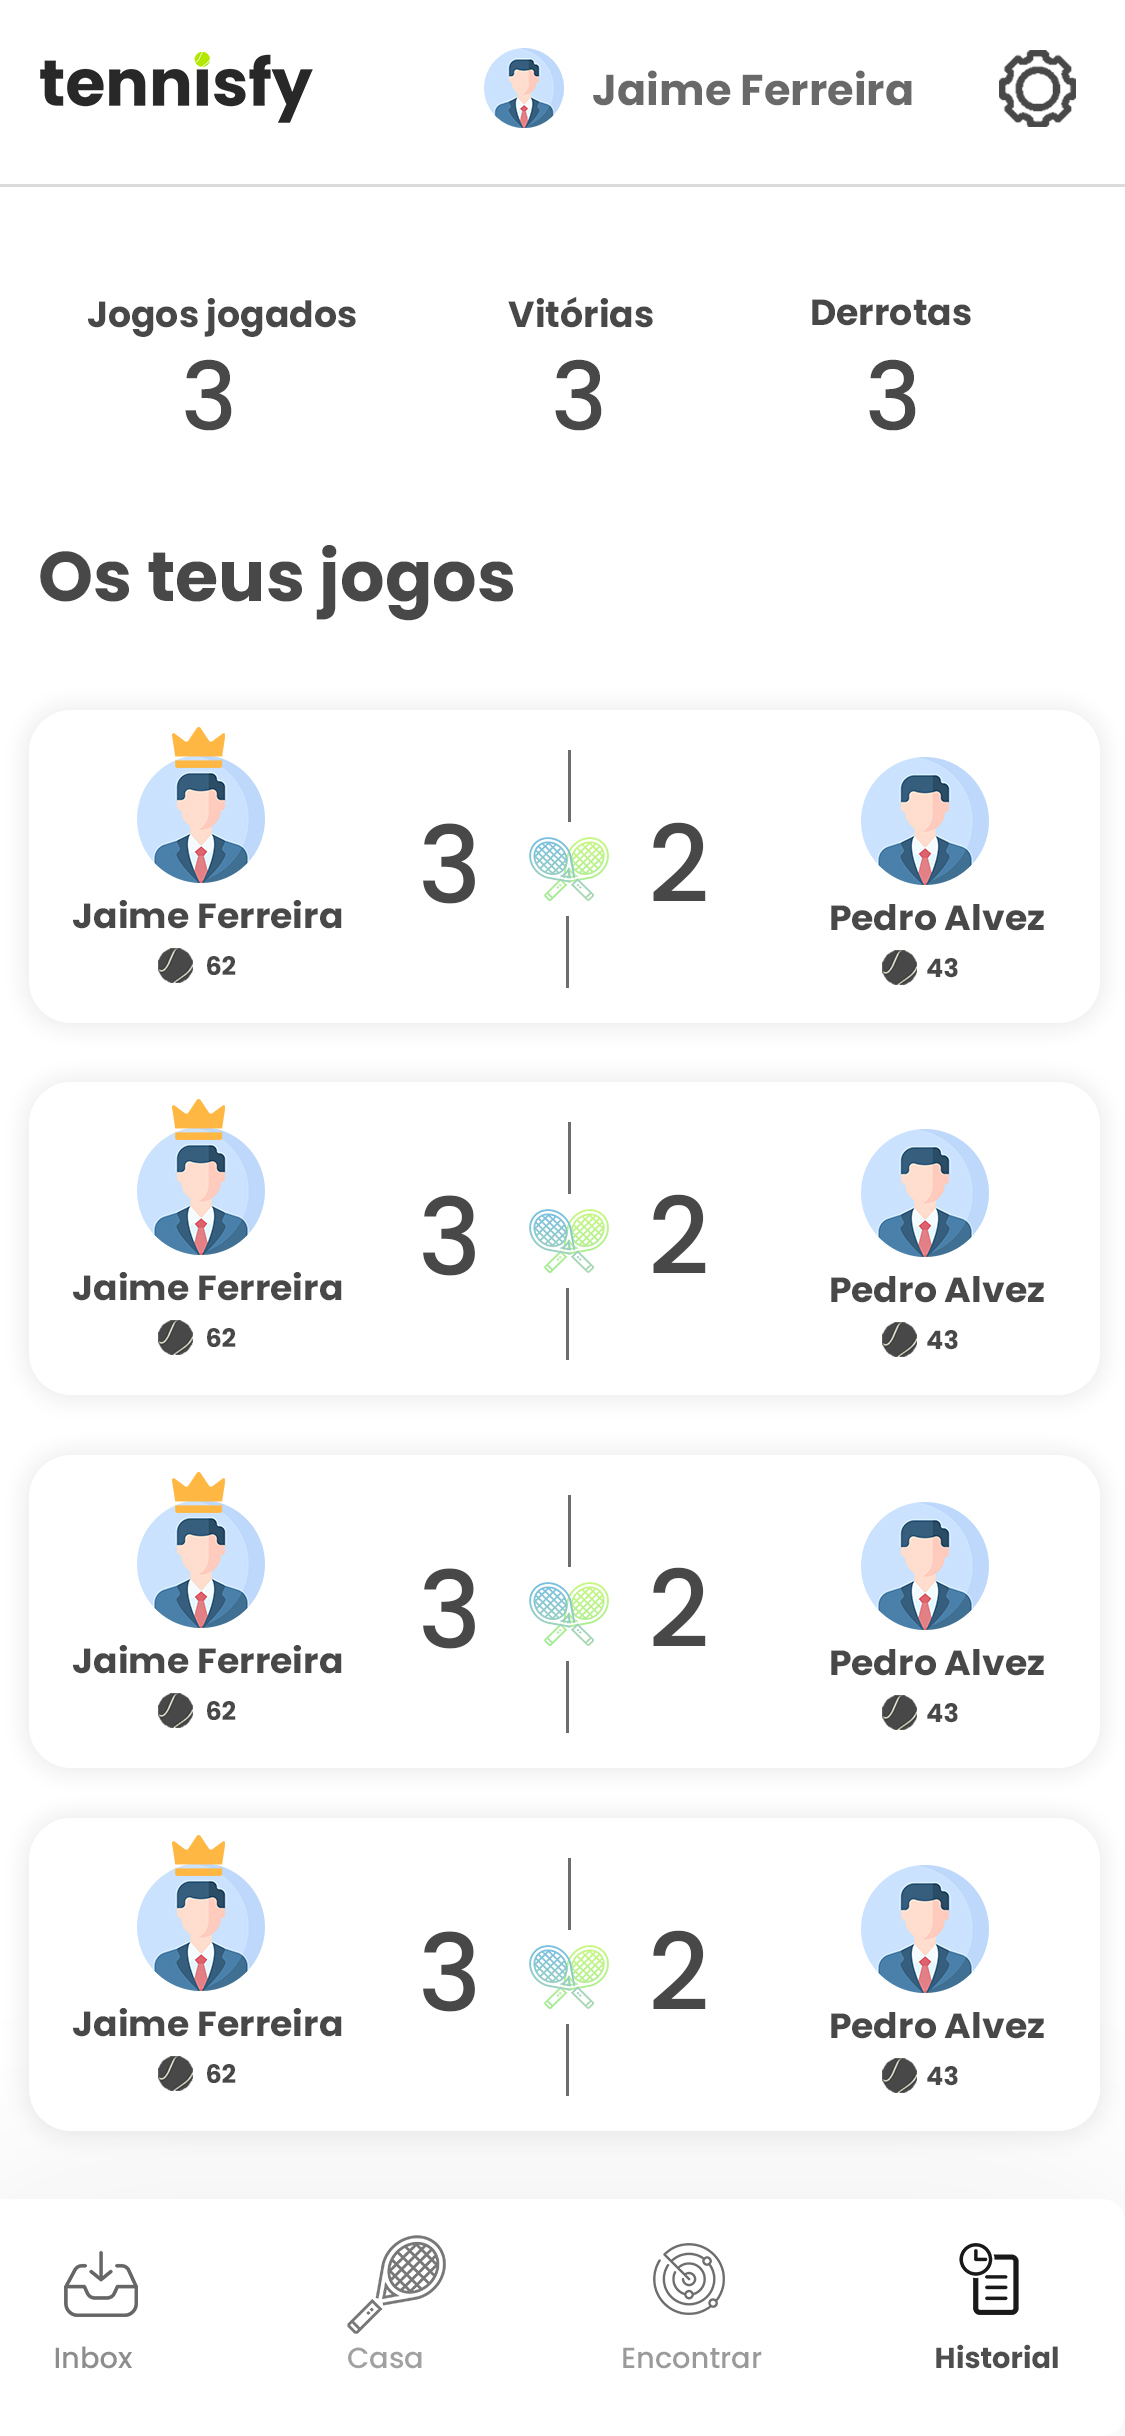 tennisfy
Jaime Ferreira
Jogos jogados Vitórias Derrotas
3 3 3
Os teus jogos
3 2
Jaime Ferreira Pedro Alvez
62 43
3 2
Jaime Ferreira Pedro Alvez
62 43
3 2
Jaime Ferreira Pedro Alvez
62 43
3 2
Jaime Ferreira Pedro Alvez
62 43
Inbox Casa Encontrar Historial